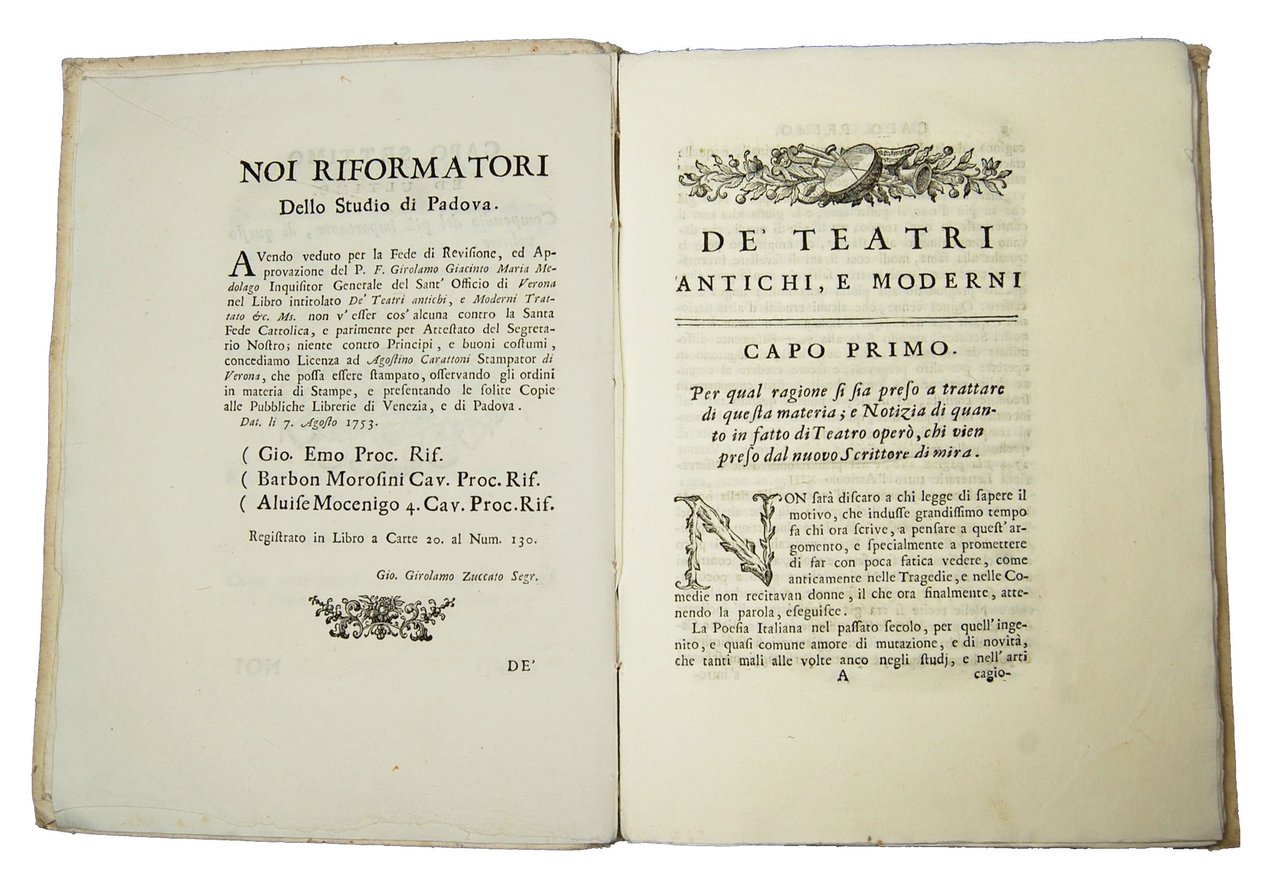 NOI RIFORMATORI
Dello Studio di Padova.
AVendo veduto per la Fede di Reviſione, ed Ap-
provazione del P. F. Girolamo Giacinto Maria Me-
dolago Inquiſitor Generale del Sant' Officio di Verona
nel Libro intitolato De' Teatri antichi, e Moderni Trat-
tato &c. Ms. non v' eſſer cos' alcuna contro la Santa
Fede Cattolica, e parimente per Atteſtato del Segreta-
rio Noſtro; niente contro Principi, e buoni coſtumi,
concediamo Licenza ad Agoſtino Carattoni Stampator di
Verona, che poſſa eſſere ſtampato, oſſervando gli ordini
in materia di Stampe, e preſentando le ſolite Copie
alle Pubbliche Librerie di Venezia, e di Padova.
Dat. li 7. Agoſto 1753.
( Gio. Emo Proc. Rif.
( Barbon Moroſini Cav. Proc. Rif.
( Aluiſe Mocenigo 4. Cav. Proc. Rif.
Regiſtrato in Libro a Carte 20. al Num. 130.
Gio. Girolamo Zuccato Segr.
DE'
DE' TEATRI
ANTICHI, E MODERNI
CAPO PRIMO.
Per qual ragione ſi ſia preſo a trattare
di queſta materia; e Notizia di quan-
to in fatto di Teatro operò, chi vien
preſo dal nuovo Scrittore di mira.
NON ſarà diſcaro a chi legge di ſapere il
motivo, che induſſe grandiſſimo tempo
fa chi ora ſcrive, a penſare a queſt' ar-
gomento, e ſpecialmente a promettere
di far con poca fatica vedere, come
anticamente nelle Tragedie, e nelle Co-
medie non recitavan donne, il che ora finalmente, atte-
nendo la parola, eſeguiſce.
La Poeſia Italiana nel paſſato ſecolo, per quell' inge-
nito, e quaſi comune amore di mutazione, e di novità,
che tanti mali alle volte anco negli ſtudj, e nell' arti
A cagio-